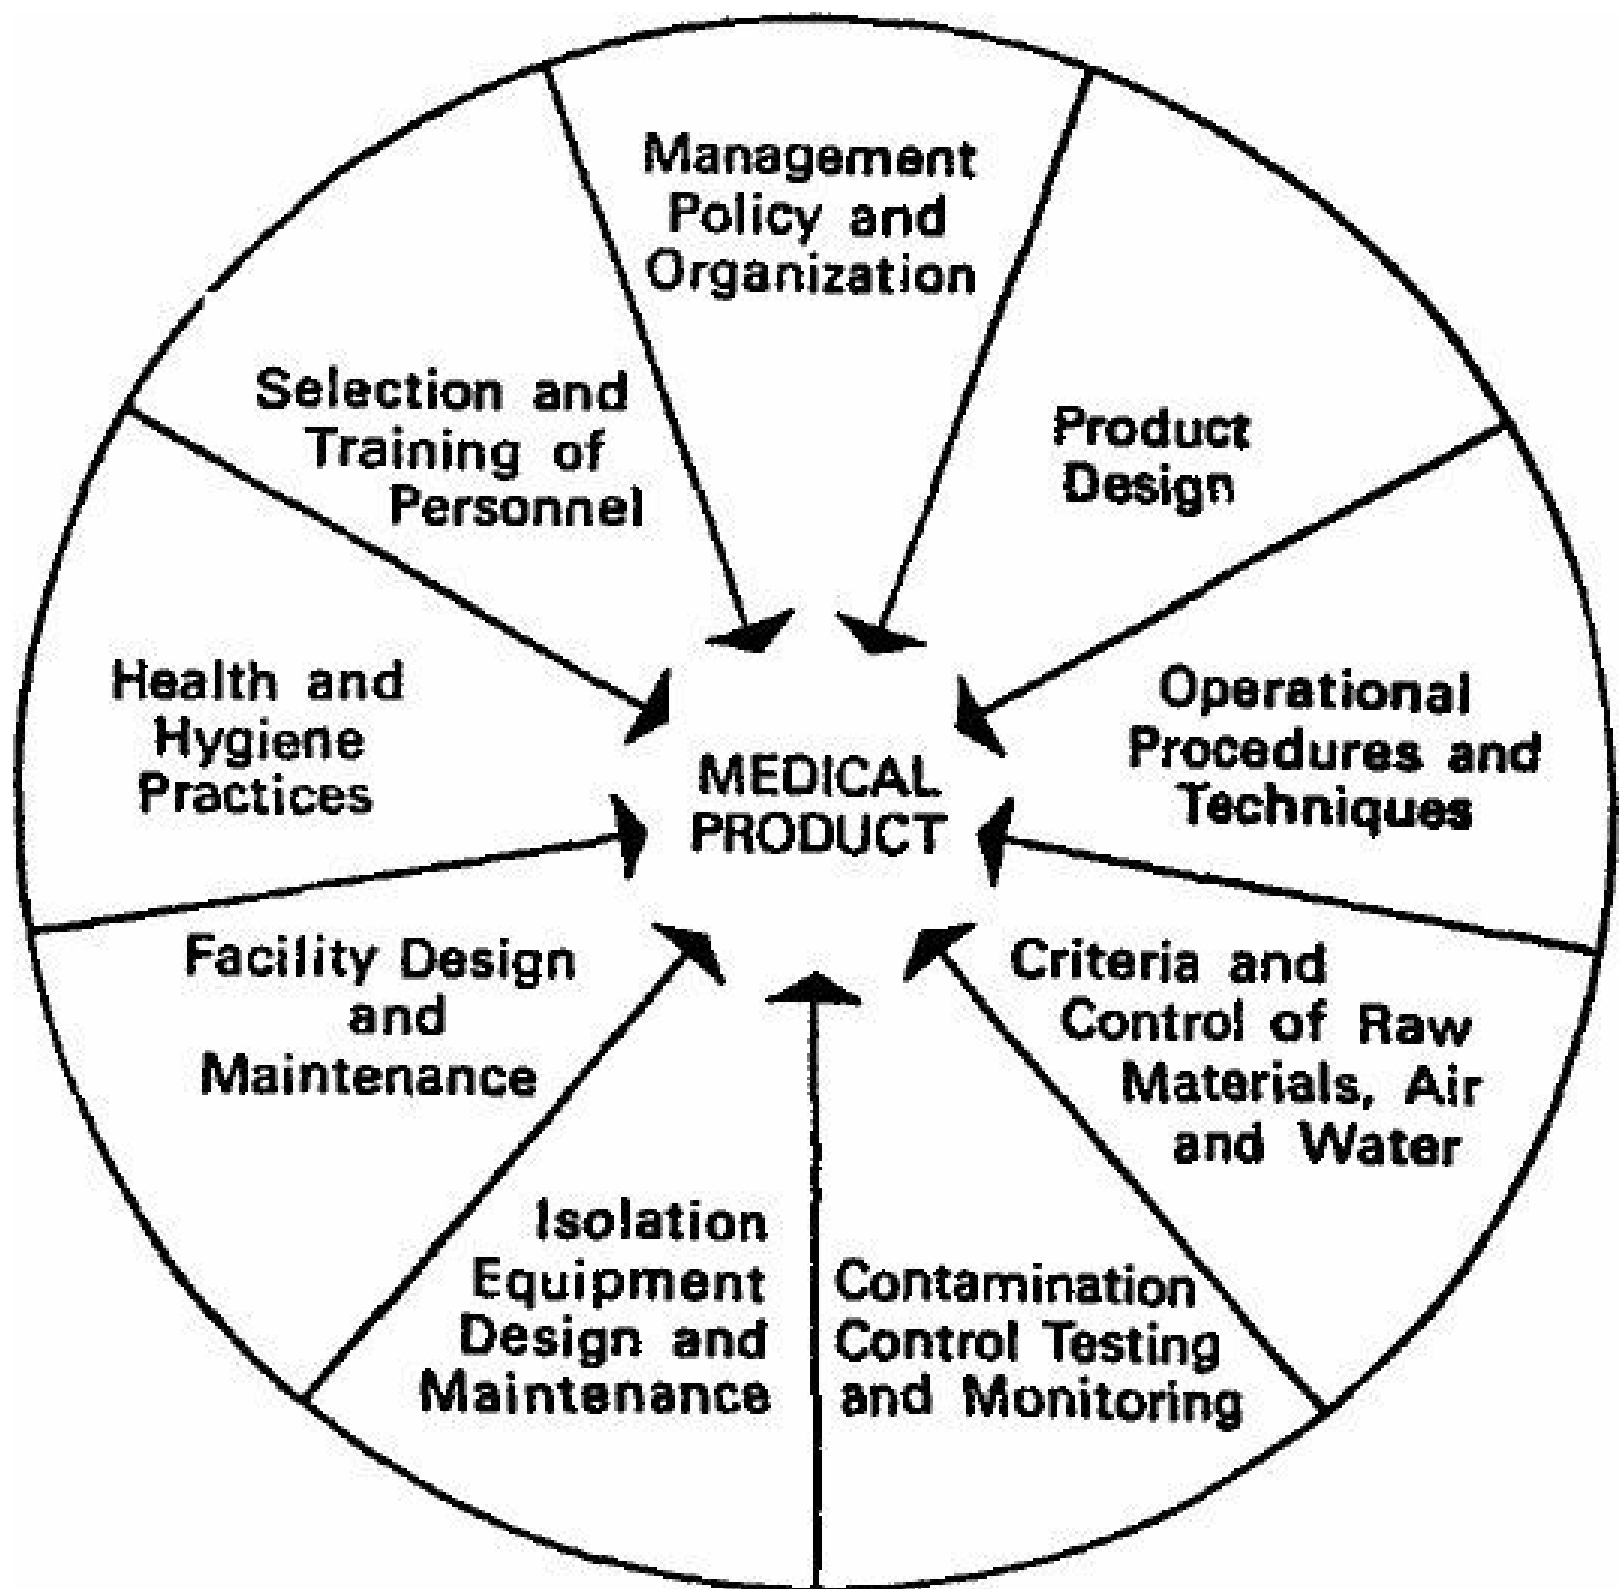 Management
Policy and
Organization
Product
Design
Operational
Procedures and
Techniques
Criteria and
Control of Raw
Materials, Air
and Water
Contamination
Control Testing
and Monitoring
Isolation
Equipment
Design and
Maintenance
Facility Design
and
Maintenance
Health and
Hygiene
Practices
Selection and
Training of
Personnel
MEDICAL
PRODUCT